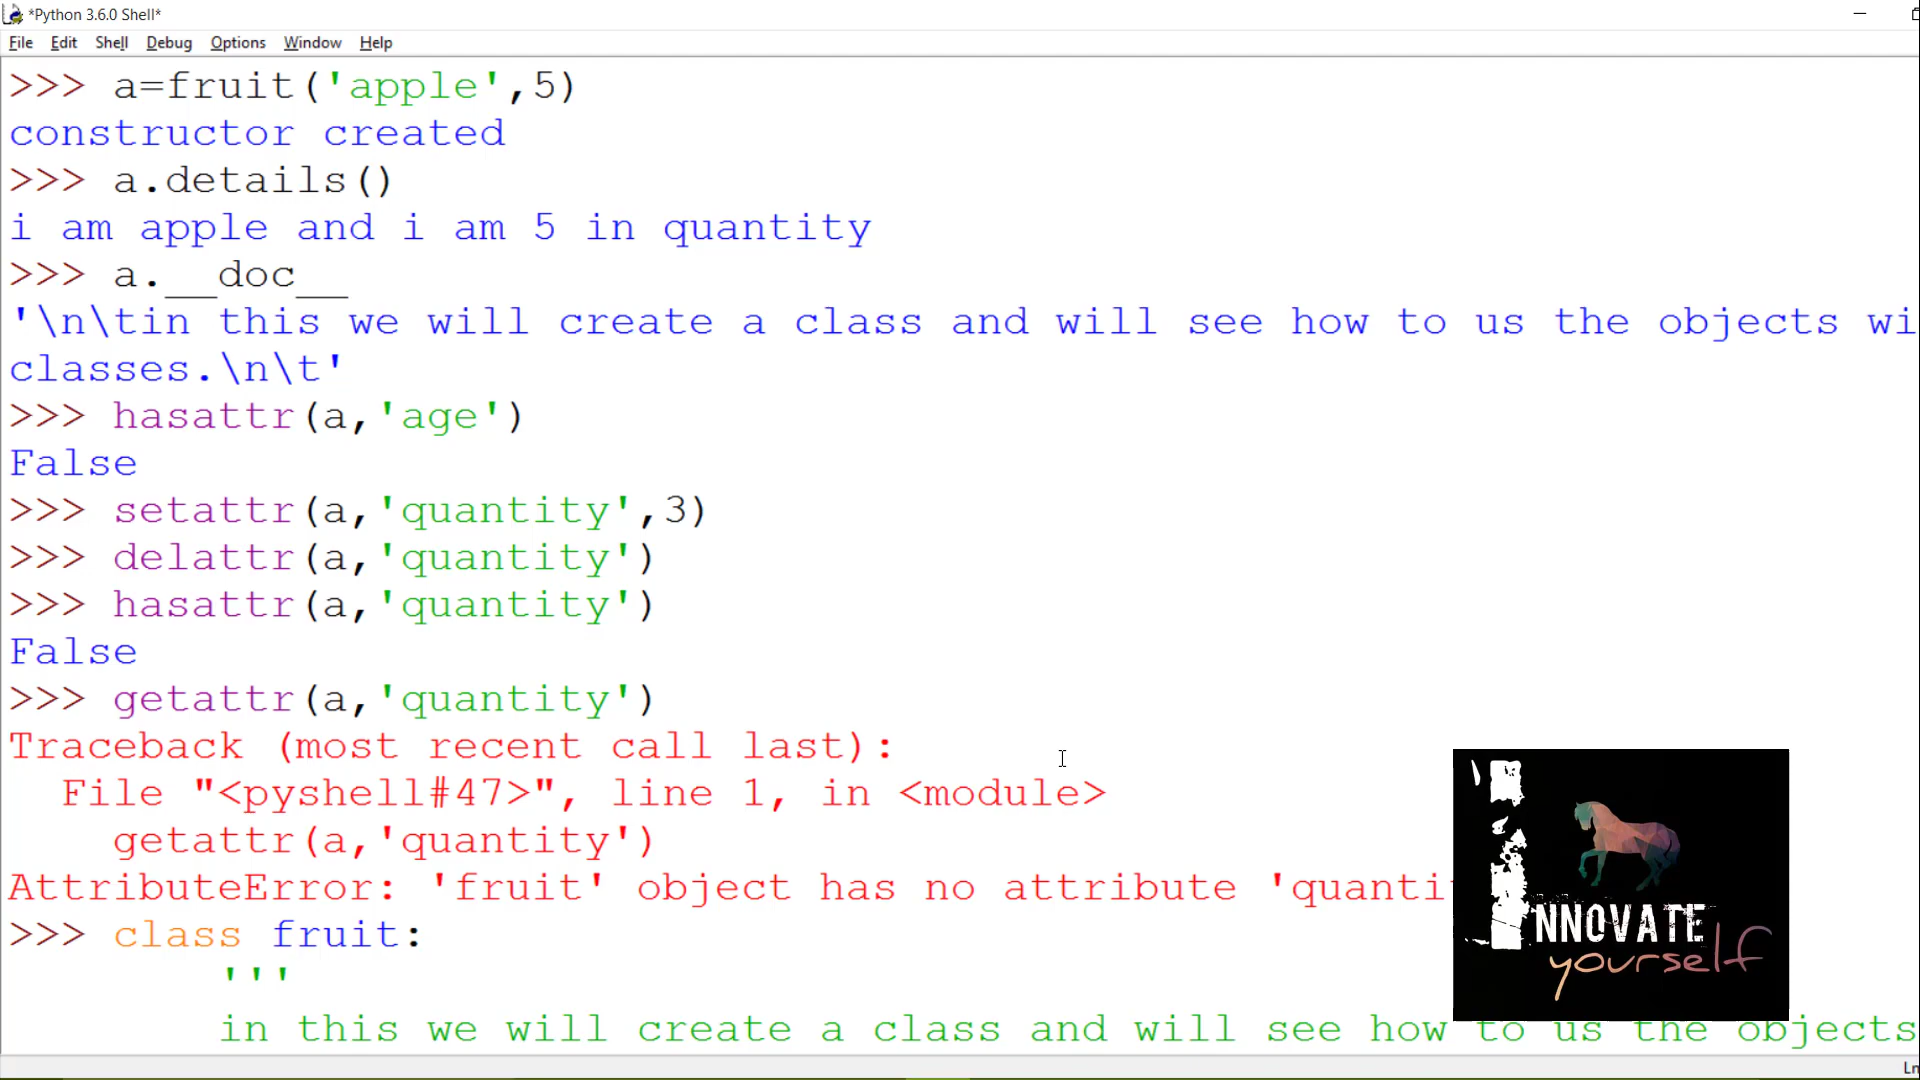 *Python 3.6.0 Shell*
File Edit Shell Debug Options Window Help
>>> a=fruit('apple',5)
constructor created
>>> a.details()
i am apple and i am 5 in quantity
>>> a.__doc__
'\n\tin this we will create a class and will see how to us the objects wi
classes.\n\t'
>>> hasattr(a,'age')
False
>>> setattr(a,'quantity',3)
>>> delattr(a,'quantity')
>>> hasattr(a,'quantity')
False
>>> getattr(a,'quantity')
Traceback (most recent call last):
  File "<pyshell#47>", line 1, in <module>
    getattr(a,'quantity')
AttributeError: 'fruit' object has no attribute 'quanti
>>> class fruit:
        '''
        in this we will create a class and will see how to us the objects
INNOVATE
yourself
Ln